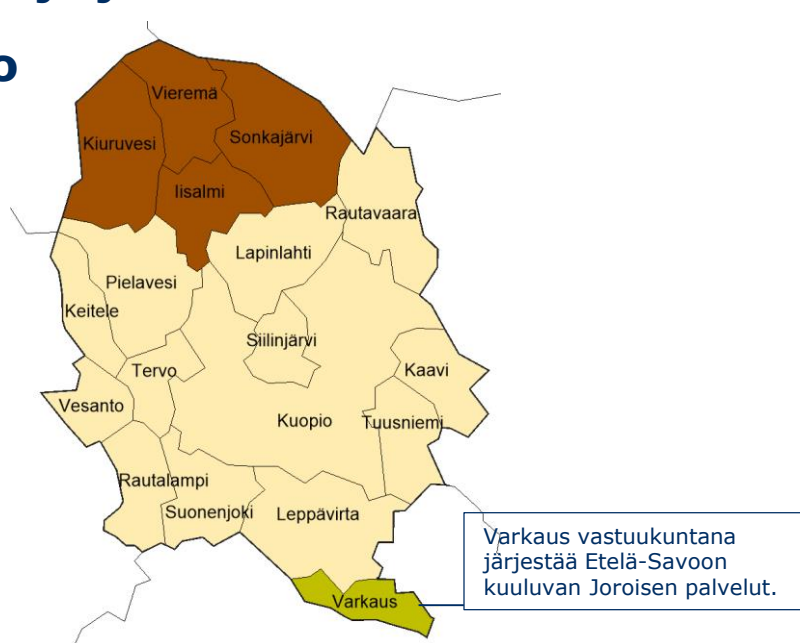 o
Vieremä
Kiuruvesi
Sonkajärvi
Iisalmi
Rautavaara
Lapinlahti
Pielavesi
Keitele
Siilinjärvi
Tervo
Kaavi
Vesanto
Kuopio
Tuusniemi
Rautalampi
Suonenjoki
Leppävirta
Varkaus vastuukuntana
järjestää Etelä-Savoon
kuuluvan Joroisen palvelut.
Varkaus